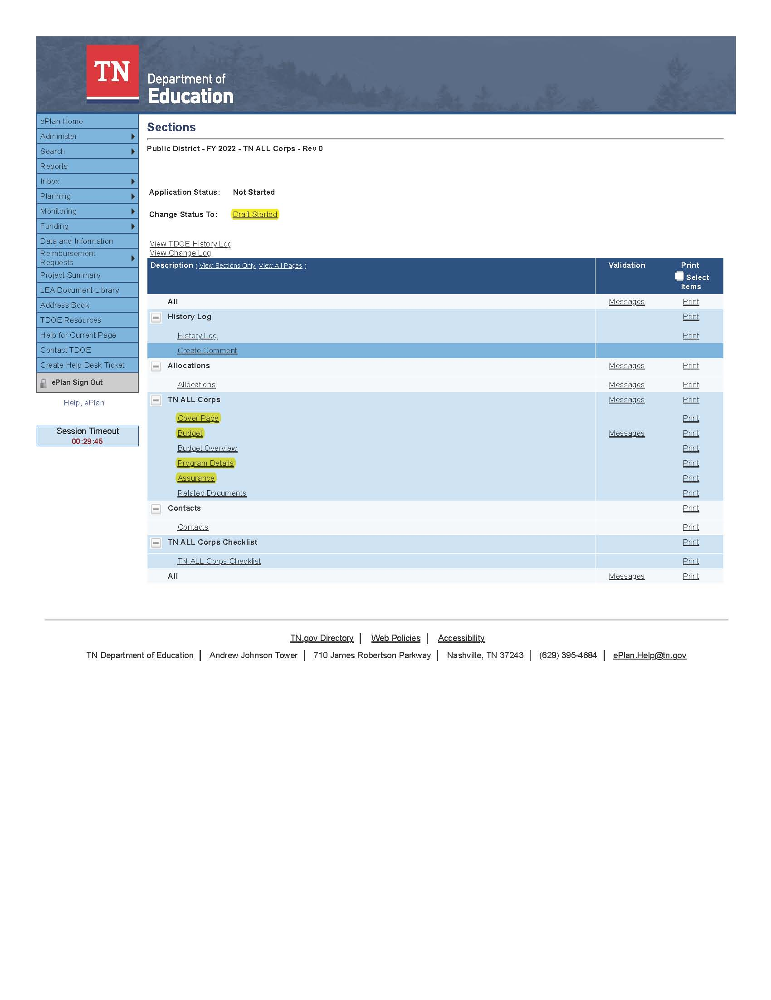 TN
Department of
Education
ePlan Home
Administer
Search
Reports
Inbox
Planning
Monitoring
Funding
Data and Information
Reimbursement
Requests
Project Summary
LEA Document Library
Address Book
TDOE Resources
Help for Current Page
Contact TDOE
Create Help Desk Ticket
ePlan Sign Out
Help, ePlan
Session Timeout
00:29:45
Sections
Public District - FY 2022 - TN ALL Corps - Rev 0
Application Status: Not Started
Change Status To: Draft Started
View TDOE History Log
View Change Log
Description ( View Sections Only View All Pages ) Validation Print
Select
Items
All Messages Print
History Log Print
History Log Print
Create Comment
Allocations Messages Print
Allocations Messages Print
TN ALL Corps Messages Print
Cover Page Print
Budget Messages Print
Budget Overview Print
Program Details Print
Assurance Print
Related Documents Print
Contacts Print
Contacts Print
TN ALL Corps Checklist Print
TN ALL Corps Checklist Print
All Messages Print
TN.gov Directory | Web Policies | Accessibility
TN Department of Education | Andrew Johnson Tower | 710 James Robertson Parkway | Nashville, TN 37243 | (629) 395-4684 | ePlan.Help@tn.gov